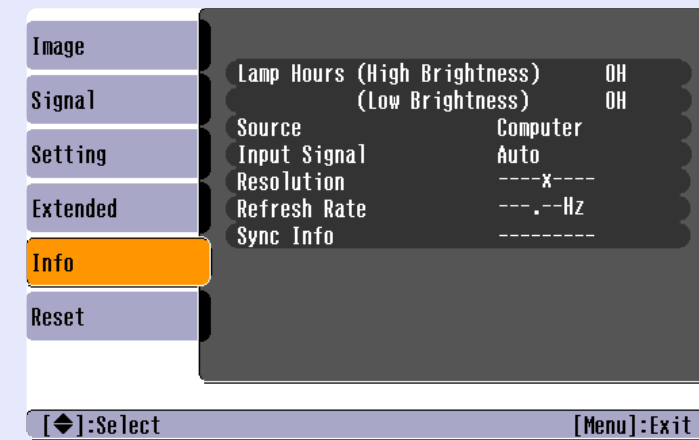 Image
Signal
Setting
Extended
Info
Reset
Lamp Hours (High Brightness) 0H
(Low Brightness) 0H
Source Computer
Input Signal Auto
Resolution ----x----
Refresh Rate ---.--Hz
Sync Info ---------
[◆]:Select [Menu]:Exit